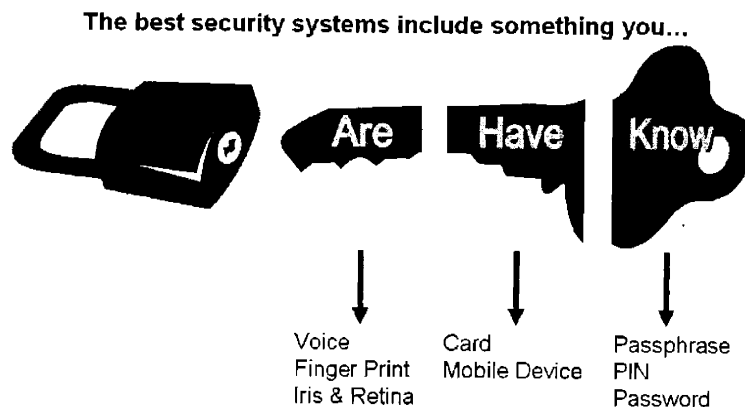 The best security systems include something you...
Are
Have
Know
Voice
Finger Print
Iris & Retina
Card
Mobile Device
Passphrase
PIN
Password